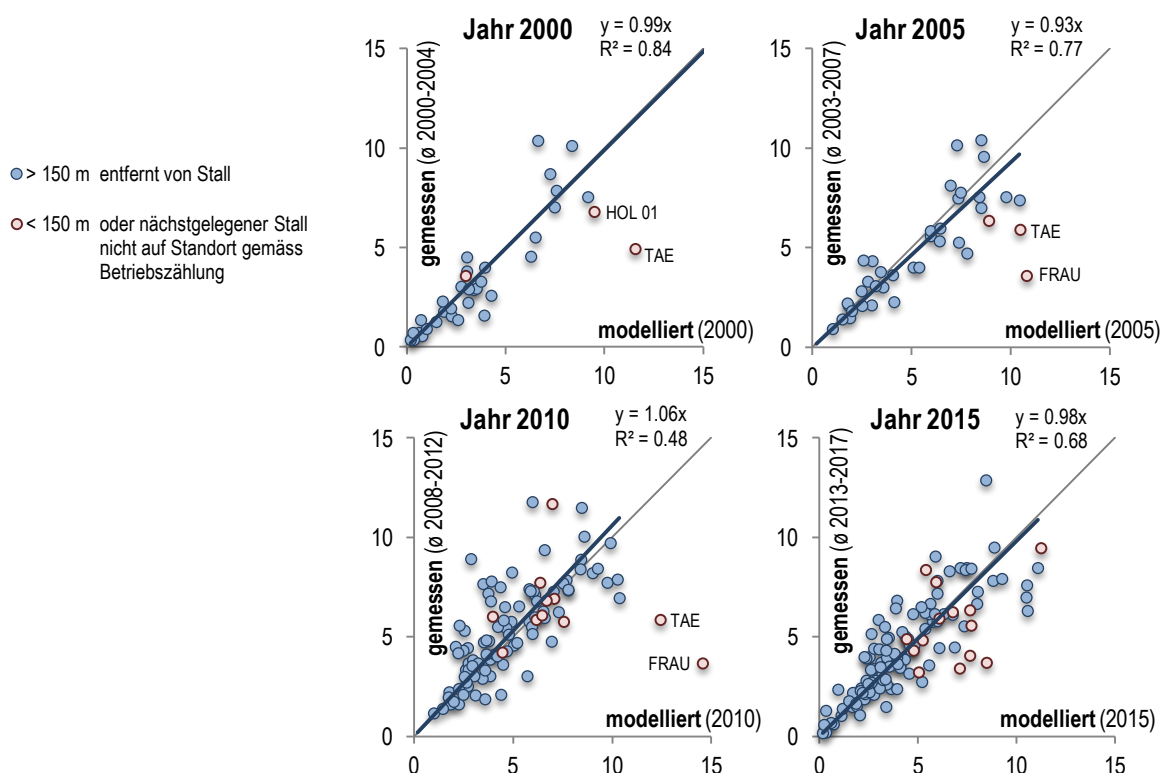 > 150 m entfernt von Stall
< 150 m oder nächstgelegener Stall
nicht auf Standort gemäss
Betriebszählung
Jahr 2000
y = 0.99x
R² = 0.84
gemessen (ø 2000-2004)
15
10
5
0
HOL 01
TAE
modelliert (2000)
0 5 10 15
Jahr 2005
y = 0.93x
R² = 0.77
gemessen (ø 2003-2007)
15
10
5
0
TAE
FRAU
modelliert (2005)
0 5 10 15
Jahr 2010
y = 1.06x
R² = 0.48
gemessen (ø 2008-2012)
15
10
5
0
TAE
FRAU
modelliert (2010)
0 5 10 15
Jahr 2015
y = 0.98x
R² = 0.68
gemessen (ø 2013-2017)
15
10
5
0
modelliert (2015)
0 5 10 15